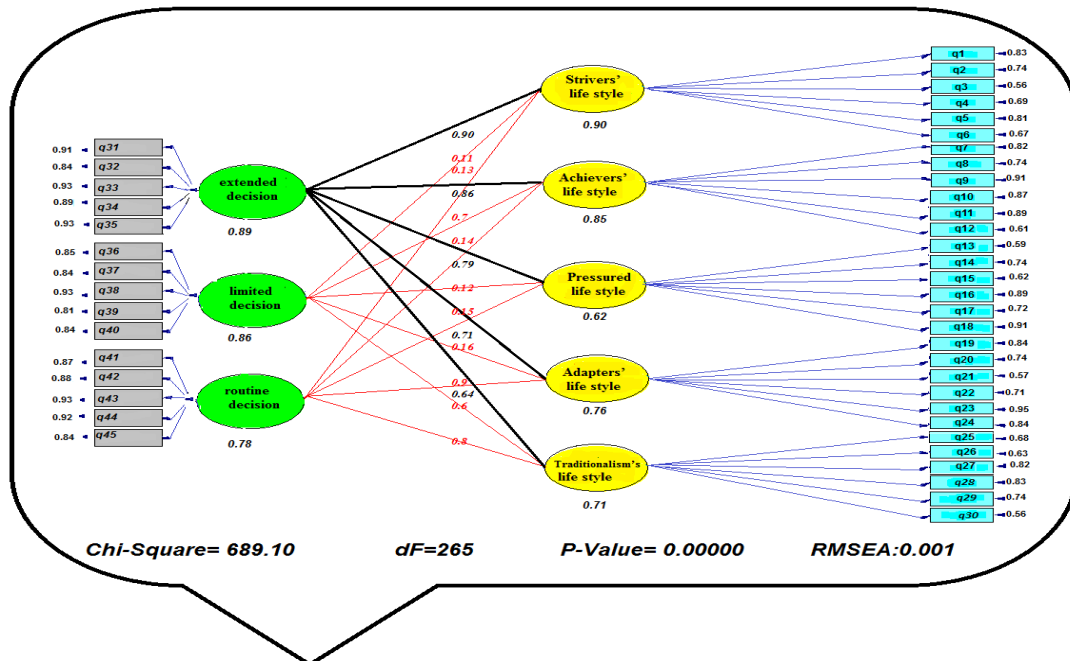 0.91 q31
0.84 q32
0.93 q33
0.89 q34
0.93 q35
extended
decision
0.89
0.85 q36
0.84 q37
0.93 q38
0.81 q39
0.84 q40
limited
decision
0.86
0.87 q41
0.88 q42
0.93 q43
0.92 q44
0.84 q45
routine
decision
0.78
0.90
0.11
0.13
0.86
0.7
0.14
0.79
0.12
0.15
0.71
0.16
0.9
0.64
0.6
0.8
Strivers'
life style
0.90
Achievers'
life style
0.85
Pressured
life style
0.62
Adapters'
life style
0.76
Traditionalism's
life style
0.71
q1 0.83
q2 0.74
q3 0.56
q4 0.69
q5 0.81
q6 0.67
q7 0.82
q8 0.74
q9 0.91
q10 0.87
q11 0.89
q12 0.61
q13 0.59
q14 0.74
q15 0.62
q16 0.89
q17 0.72
q18 0.91
q19 0.84
q20 0.74
q21 0.57
q22 0.71
q23 0.95
q24 0.84
q25 0.68
q26 0.63
q27 0.82
q28 0.83
q29 0.74
q30 0.56
Chi-Square= 689.10 dF=265 P-Value= 0.00000 RMSEA:0.001